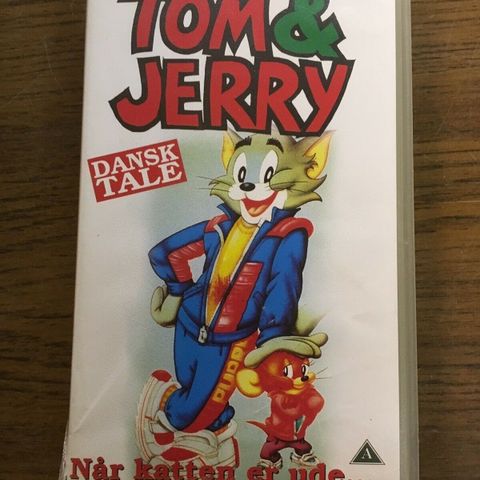 TOM &
JERRY
DANSK
TALE
Når katten er ude...
A